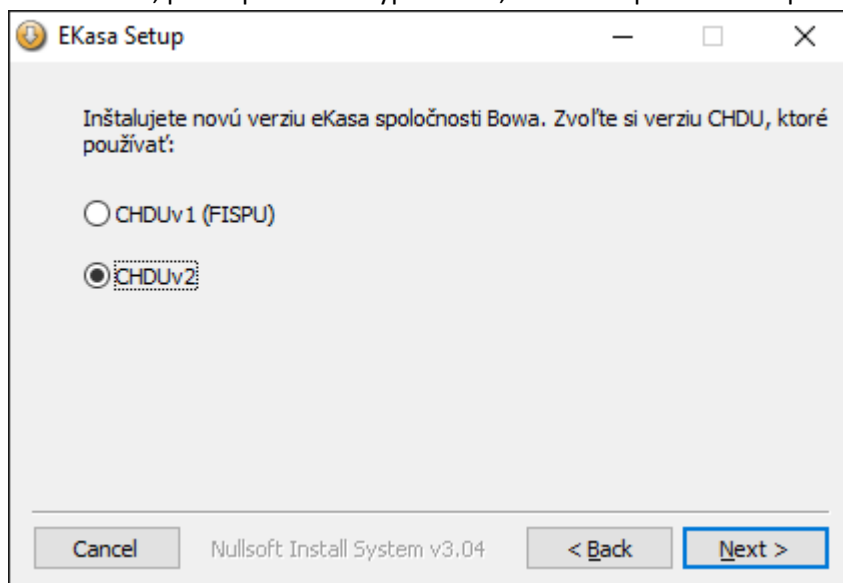 EKasa Setup
Inštalujete novú verziu eKasa spoločnosti Bowa. Zvoľte si verziu CHDU, ktoré
používať:
CHDUv1 (FISPU)
CHDUv2
Cancel Nullsoft Install System v3.04 < Back Next >